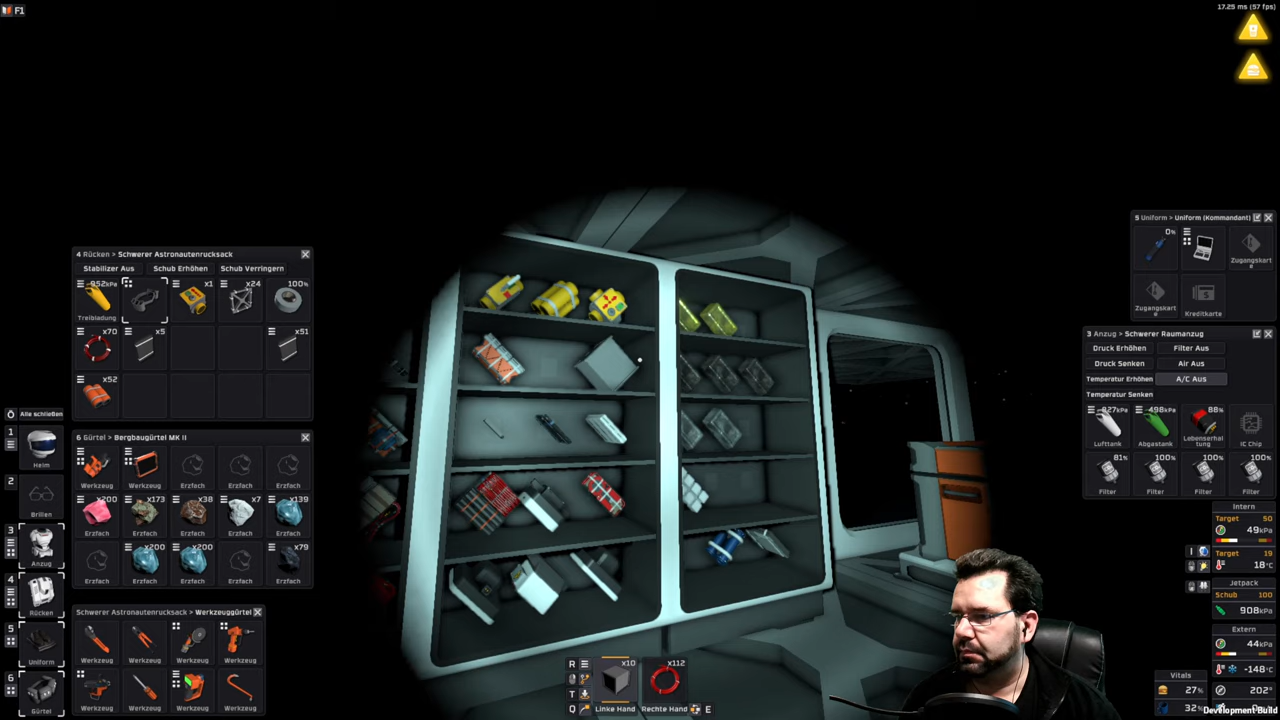 F1
17.25 ms (57 fps)
4 Rücken > Schwerer Astronautenrucksack
Stabilizer Aus Schub Erhöhen Schub Verringern
952kPa x1 x24 100%
Treibladung
x70 x5 x51
x52
Alle schließen
6 Gürtel > Bergbaugürtel MK II
Werkzeug Werkzeug Erzfach Erzfach Erzfach
x200 x173 x38 x7 x139
Erzfach Erzfach Erzfach Erzfach Erzfach
x200 x200 x79
Erzfach Erzfach Erzfach Erzfach Erzfach
Schwerer Astronautenrucksack > Werkzeuggürtel
Werkzeug Werkzeug Werkzeug Werkzeug
Werkzeug Werkzeug Werkzeug Werkzeug
1
Helm
2
Brillen
3
Anzug
4
Rücken
5
Uniform
6
Gürtel
R
T
Q
x10
Linke Hand
x112
Rechte Hand
E
5 Uniform > Uniform (Kommandant)
0%
Zugangskarte
Zugangskarte Kreditkarte
3 Anzug > Schwerer Raumanzug
Druck Erhöhen Filter Aus
Druck Senken Air Aus
Temperatur Erhöhen A/C Aus
Temperatur Senken
498kPa 88%
Lufttank Abgastank Lebenserhaltung IC Chip
81% 100% 100% 100%
Filter Filter Filter Filter
Intern
Target 50
49kPa
Target 19
18°C
Jetpack
Schub 100
908kPa
Extern
44kPa
-148°C
Vitals
27% 202°
32%
Development Build